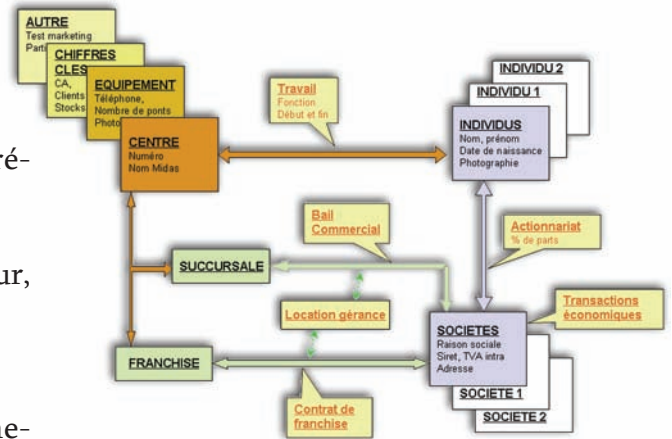 AUTRE
Test marketing
Parti
CHIFFRES
CLES
CA,
Clients
Stocks
EQUIPEMENT
Téléphone,
Nombre de ponts
Photo
CENTRE
Numéro
Nom Midas
Travail
Fonction
Début et fin
INDIVIDU 2
INDIVIDU 1
INDIVIDUS
Nom, prénom
Date de naissance
Photographie
ré-
Bail
Commercial
Actionnariat
% de parts
SUCCURSALE
ur,
Location gérance
Transactions
économiques
SOCIETES
Raison sociale
Siret, TVA intra
Adresse
FRANCHISE
SOCIETE 1
SOCIETE 2
Contrat de
franchise
ne-